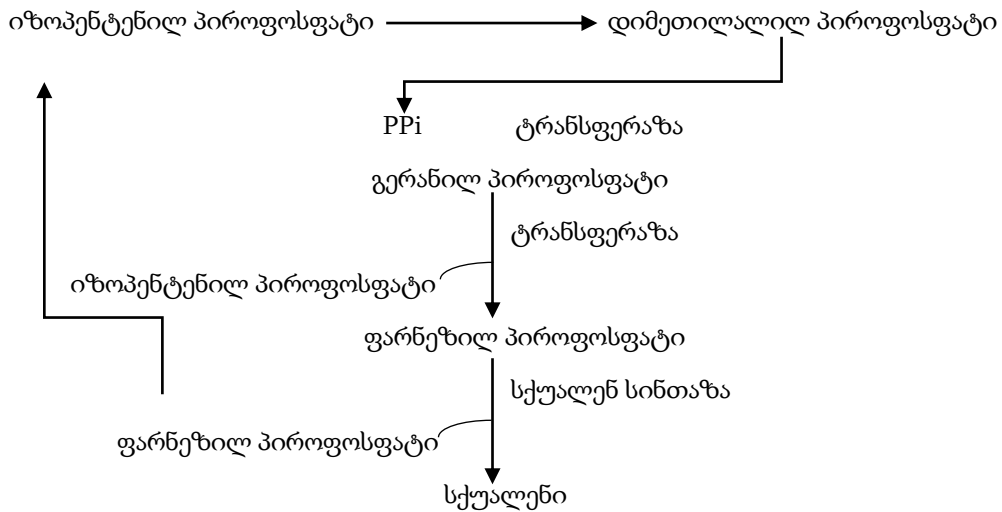 იზოპენტენილ პიროფოსფატი
დიმეთილალილ პიროფოსფატი
PPi
ტრანსფერაზა
გერანილ პიროფოსფატი
ტრანსფერაზა
იზოპენტენილ პიროფოსფატი
ფარნეზილ პიროფოსფატი
სქუალენ სინთაზა
ფარნეზილ პიროფოსფატი
სქუალენი